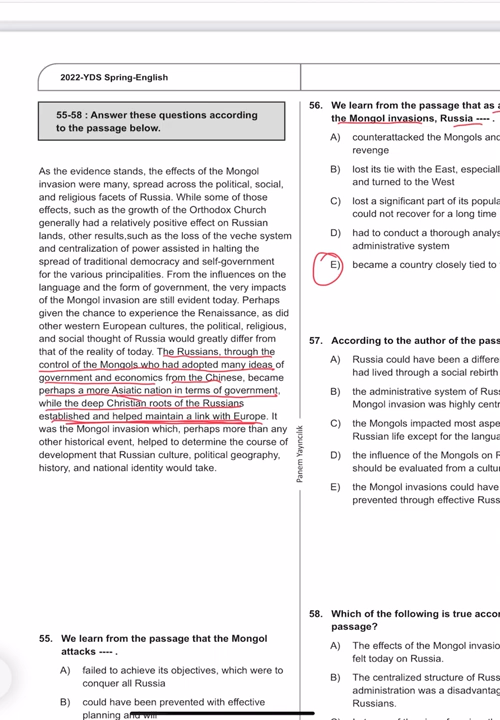 2022-YDS Spring-English
55-58 : Answer these questions according
to the passage below.
As the evidence stands, the effects of the Mongol
invasion were many, spread across the political, social,
and religious facets of Russia. While some of those
effects, such as the growth of the Orthodox Church
generally had a relatively positive effect on Russian
lands, other results,such as the loss of the veche system
and centralization of power assisted in halting the
spread of traditional democracy and self-government
for the various principalities. From the influences on the
language and the form of government, the very impacts
of the Mongol invasion are still evident today. Perhaps
given the chance to experience the Renaissance, as did
other western European cultures, the political, religious,
and social thought of Russia would greatly differ from
that of the reality of today. The Russians, through the
control of the Mongols who had adopted many ideas of
government and economics from the Chinese, became
perhaps a more Asiatic nation in terms of government,
while the deep Christian roots of the Russians
established and helped maintain a link with Europe. It
was the Mongol invasion which, perhaps more than any
other historical event, helped to determine the course of
development that Russian culture, political geography,
history, and national identity would take.
55. We learn from the passage that the Mongol
attacks ---- .
A) failed to achieve its objectives, which were to
conquer all Russia
B) could have been prevented with effective
planning and will
Panem Yayıncılık
56. We learn from the passage that as
the Mongol invasions, Russia ---- .
A) counterattacked the Mongols and
revenge
B) lost its tie with the East,
and turned to the West
C) lost a significant part of its
could not recover for a long time
D) had to conduct a thorough
administrative system
E) became a country closely tied to
57. According to the author of the
A) Russia could have been a
had lived through a social rebirth
B) the administrative system of
Mongol invasion was highly
C) the Mongols impacted most
Russian life except for the
D) the influence of the Mongols on
should be evaluated from a
E) the Mongol invasions could have
prevented through effective
58. Which of the following is true
passage?
A) The effects of the Mongol
felt today on Russia.
B) The centralized structure of
administration was a
Russians.